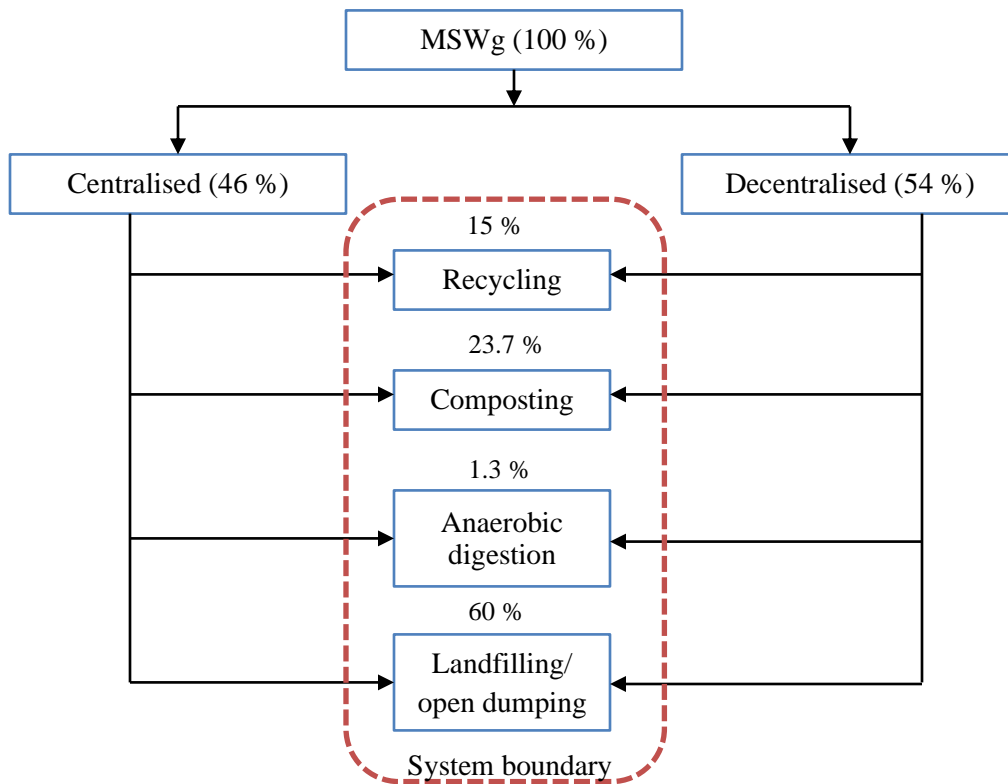 MSWg (100 %)
Centralised (46 %)
Decentralised (54 %)
15 %
Recycling
23.7 %
Composting
1.3 %
Anaerobic
digestion
60 %
Landfilling/
open dumping
System boundary